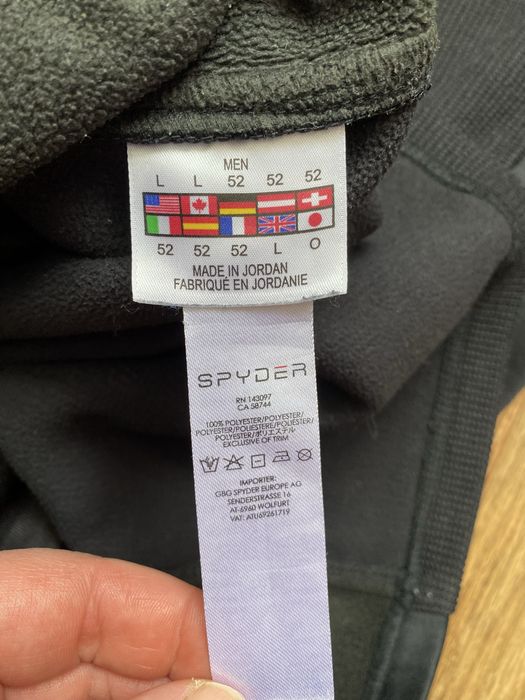 MEN
L L 52 52 52
52 52 52 L O
MADE IN JORDAN
FABRIQUÉ EN JORDANIE
SPYDER
RN 143097
CA 58744
100% POLYESTER/POLYESTER/
POLYESTER/POLIESTERE/POLIÉSTER/
POLYESTER/ポリエステル
EXCLUSIVE OF TRIM
IMPORTER:
GBG SPYDER EUROPE AG
SENDERSTRASSE 16
AT-6960 WOLFURT
VAT: ATU69261719